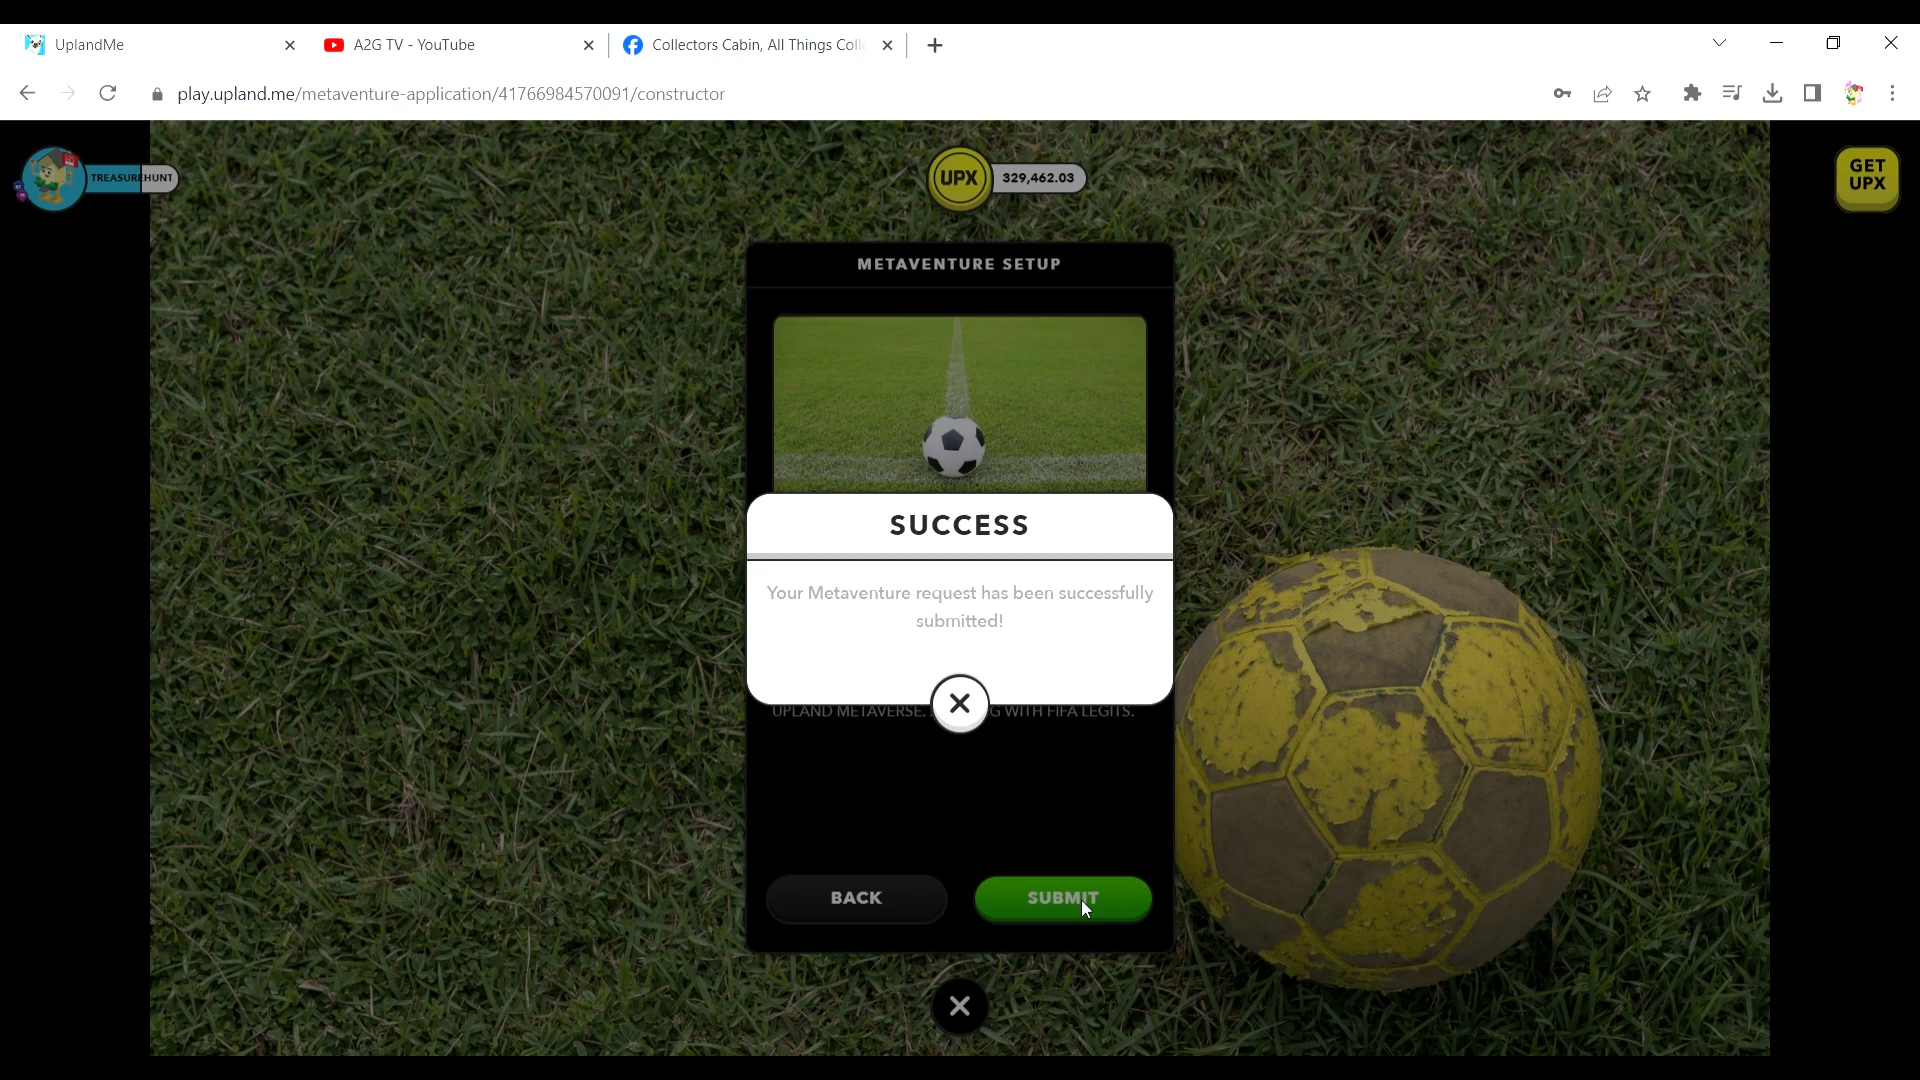 UplandMe
A2G TV - YouTube
Collectors Cabin, All Things Coll
play.upland.me/metaventure-application/41766984570091/constructor
TREASUREHUNT
UPX
329,462.03
GET
UPX
METAVENTURE SETUP
SUCCESS
Your Metaventure request has been successfully
submitted!
UPLAND METAVERSE. G WITH FIFA LEGITS.
BACK
SUBMIT